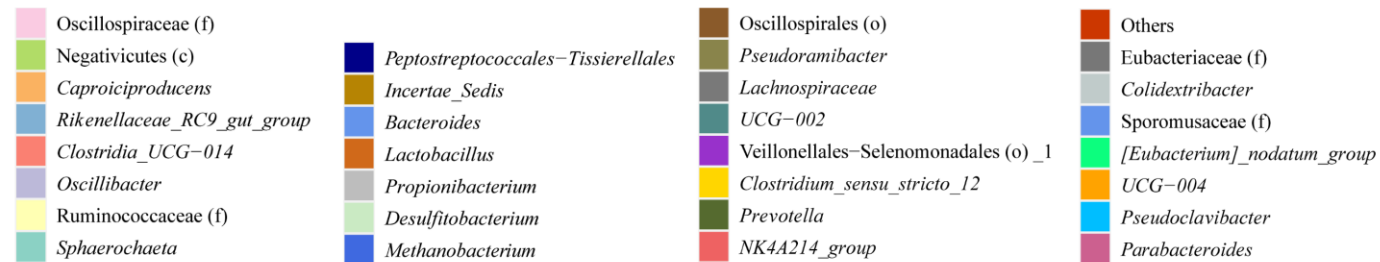 Oscillospiraceae (f)
Negativicutes (c)
Caproiciproducens
Rikenellaceae_RC9_gut_group
Clostridia_UCG−014
Oscillibacter
Ruminococcaceae (f)
Sphaerochaeta
Peptostreptococcales−Tissierellales
Incertae_Sedis
Bacteroides
Lactobacillus
Propionibacterium
Desulfitobacterium
Methanobacterium
Oscillospirales (o)
Pseudoramibacter
Lachnospiraceae
UCG−002
Veillonellales−Selenomonadales (o) _1
Clostridium_sensu_stricto_12
Prevotella
NK4A214_group
Others
Eubacteriaceae (f)
Colidextribacter
Sporomusaceae (f)
[Eubacterium]_nodatum_group
UCG−004
Pseudoclavibacter
Parabacteroides